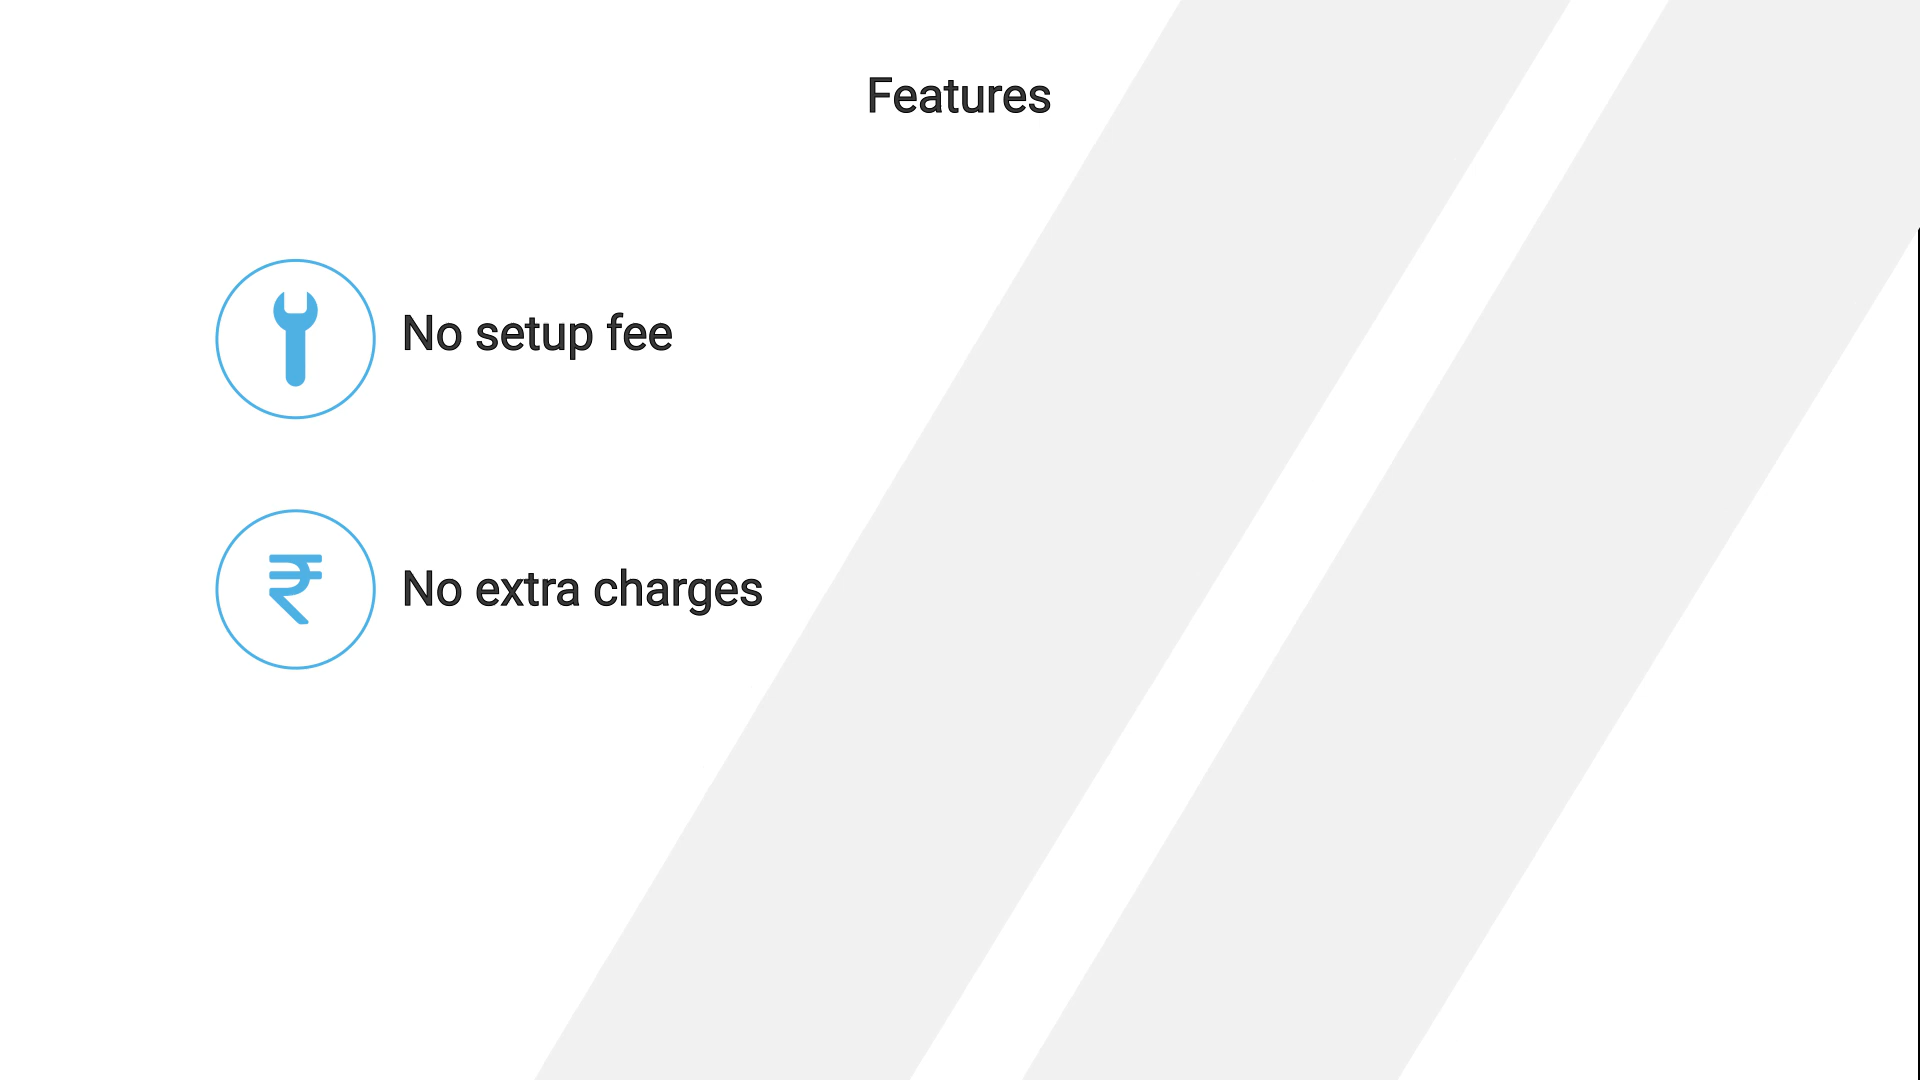 Features
No setup fee
₹
No extra charges